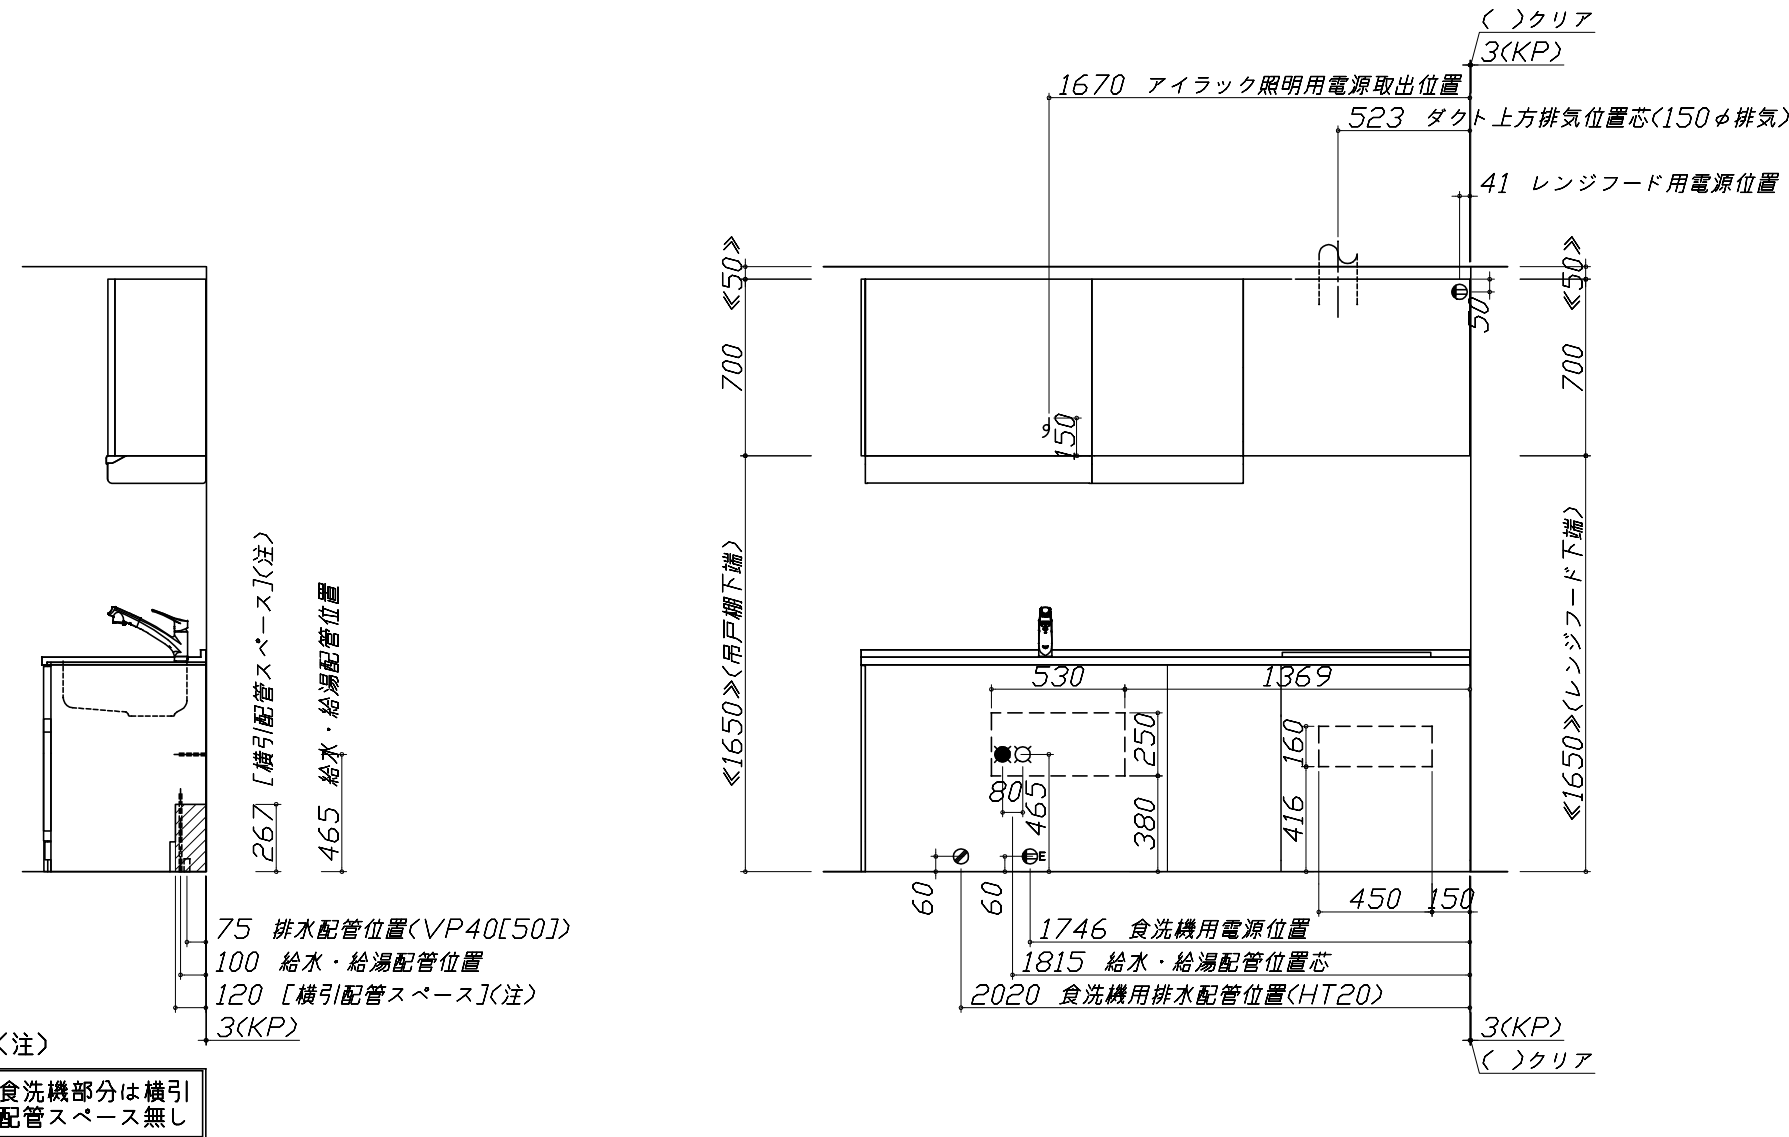 ( )クリア
3(KP)
1670 アイラック照明用電源取出位置
523 ダクト上方排気位置芯(150φ排気)
41 レンジフード用電源位置
≪50≫
700
≪1650≫(吊戸棚下端)
≪50≫
50
700
≪1650≫(レンジフード下端)
150
267 [横引配管スペース](注)
465 給水・給湯配管位置
530
1369
250
380
80
465
160
416
60
60
E
450
150
75 排水配管位置(VP40[50])
100 給水・給湯配管位置
120 [横引配管スペース](注)
3(KP)
1746 食洗機用電源位置
1815 給水・給湯配管位置芯
2020 食洗機用排水配管位置(HT20)
3(KP)
( )クリア
(注)
食洗機部分は横引
配管スペース無し